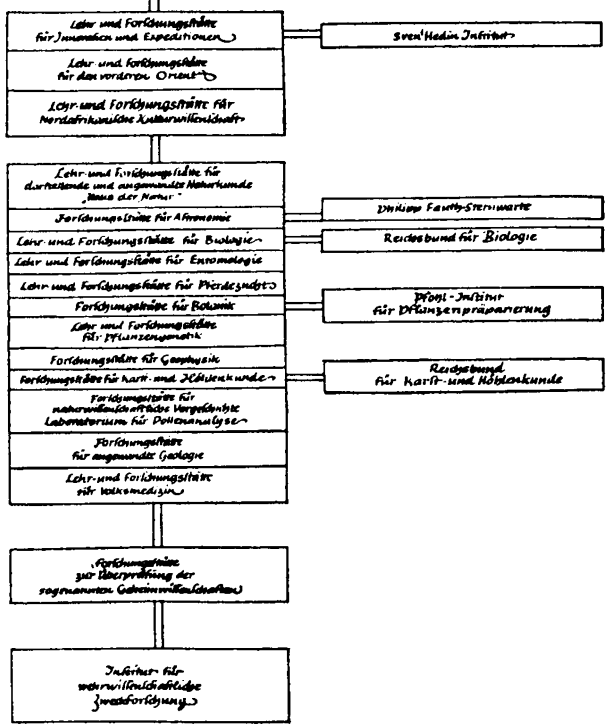 Lehr und Forschungsstätte
für Innerasien und Expeditionen
Sven Hedin Institut
Lehr und Forschungsstätte
für den vorderen Orient
Lehr-und Forschungsstätte für
Nordafrikanische Kulturwissenschaft
Lehr-und Forschungsstätte für
darstellende und angewandte Naturkunde
„Haus der Natur"
Forschungsstätte für Astronomie
Philipp Fauth-Sternwarte
Lehr-und Forschungsstätte für Biologie
Reichsbund für Biologie
Lehr und Forschungsstätte für Entomologie
Lehr-und Forschungsstätte für Pferdezucht
Forschungsstätte für Botanik
Pfohl-Institut
für Pflanzenpräparierung
Lehr und Forschungsstätte
für Pflanzengenetik
Forschungsstätte für Geophysik
Forschungsstätte für Karst-und Höhlenkunde
Reichsbund
für Karst-und Höhlenkunde
Forschungsstätte für
naturwissenschaftliche Vorgeschichte
Laboratorium für Pollenanalyse
Forschungsstätte
für angewandte Geologie
Lehr-und Forschungsstätte
für Volksmedizin
Forschungsstätte
zur Überprüfung der
sogenannten Geheimwissenschaften
Institut für
wehrwissenschaftliche
Zweckforschung